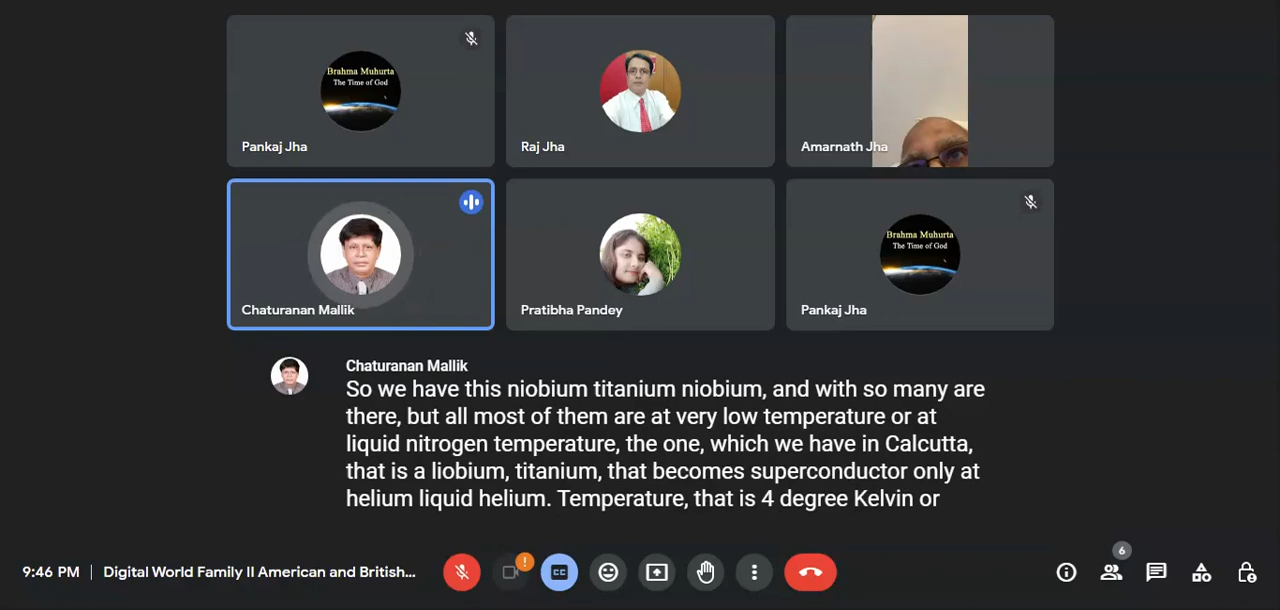 Brahma Muhurta
The Time of God
Pankaj Jha
Raj Jha
Amarnath Jha
Chaturanan Mallik
Pratibha Pandey
Brahma Muhurta
The Time of God
Pankaj Jha
Chaturanan Mallik
So we have this niobium titanium niobium, and with so many are
there, but all most of them are at very low temperature or at
liquid nitrogen temperature, the one, which we have in Calcutta,
that is a liobium, titanium, that becomes superconductor only at
helium liquid helium. Temperature, that is 4 degree Kelvin or
9:46 PM | Digital World Family II American and British...
CC
6